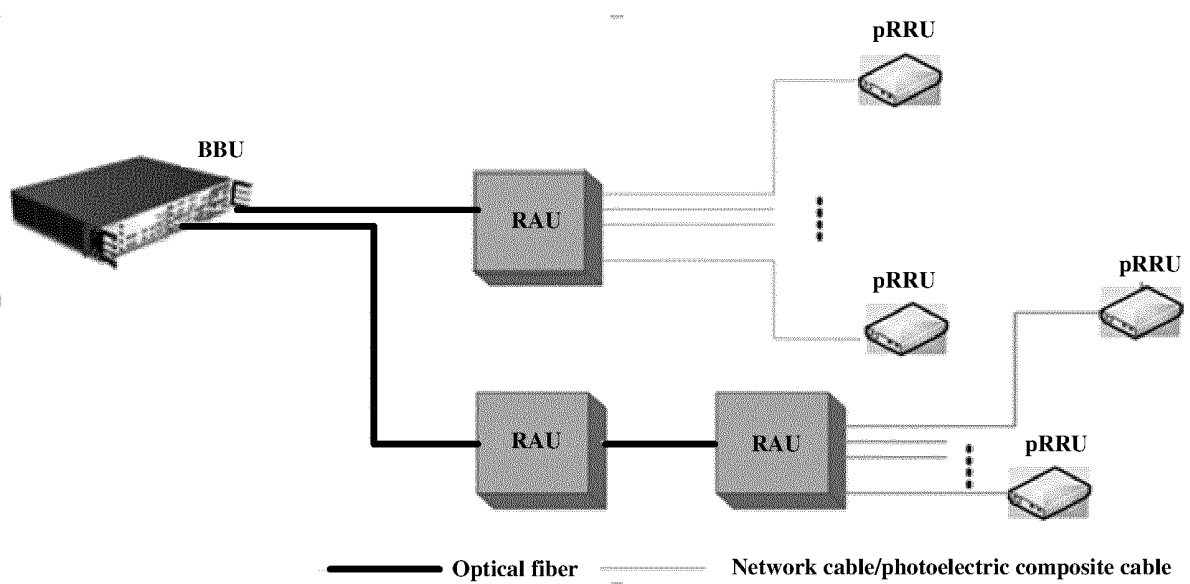 pRRU
BBU
RAU
pRRU
pRRU
RAU
RAU
pRRU
Optical fiber
Network cable/photoelectric composite cable